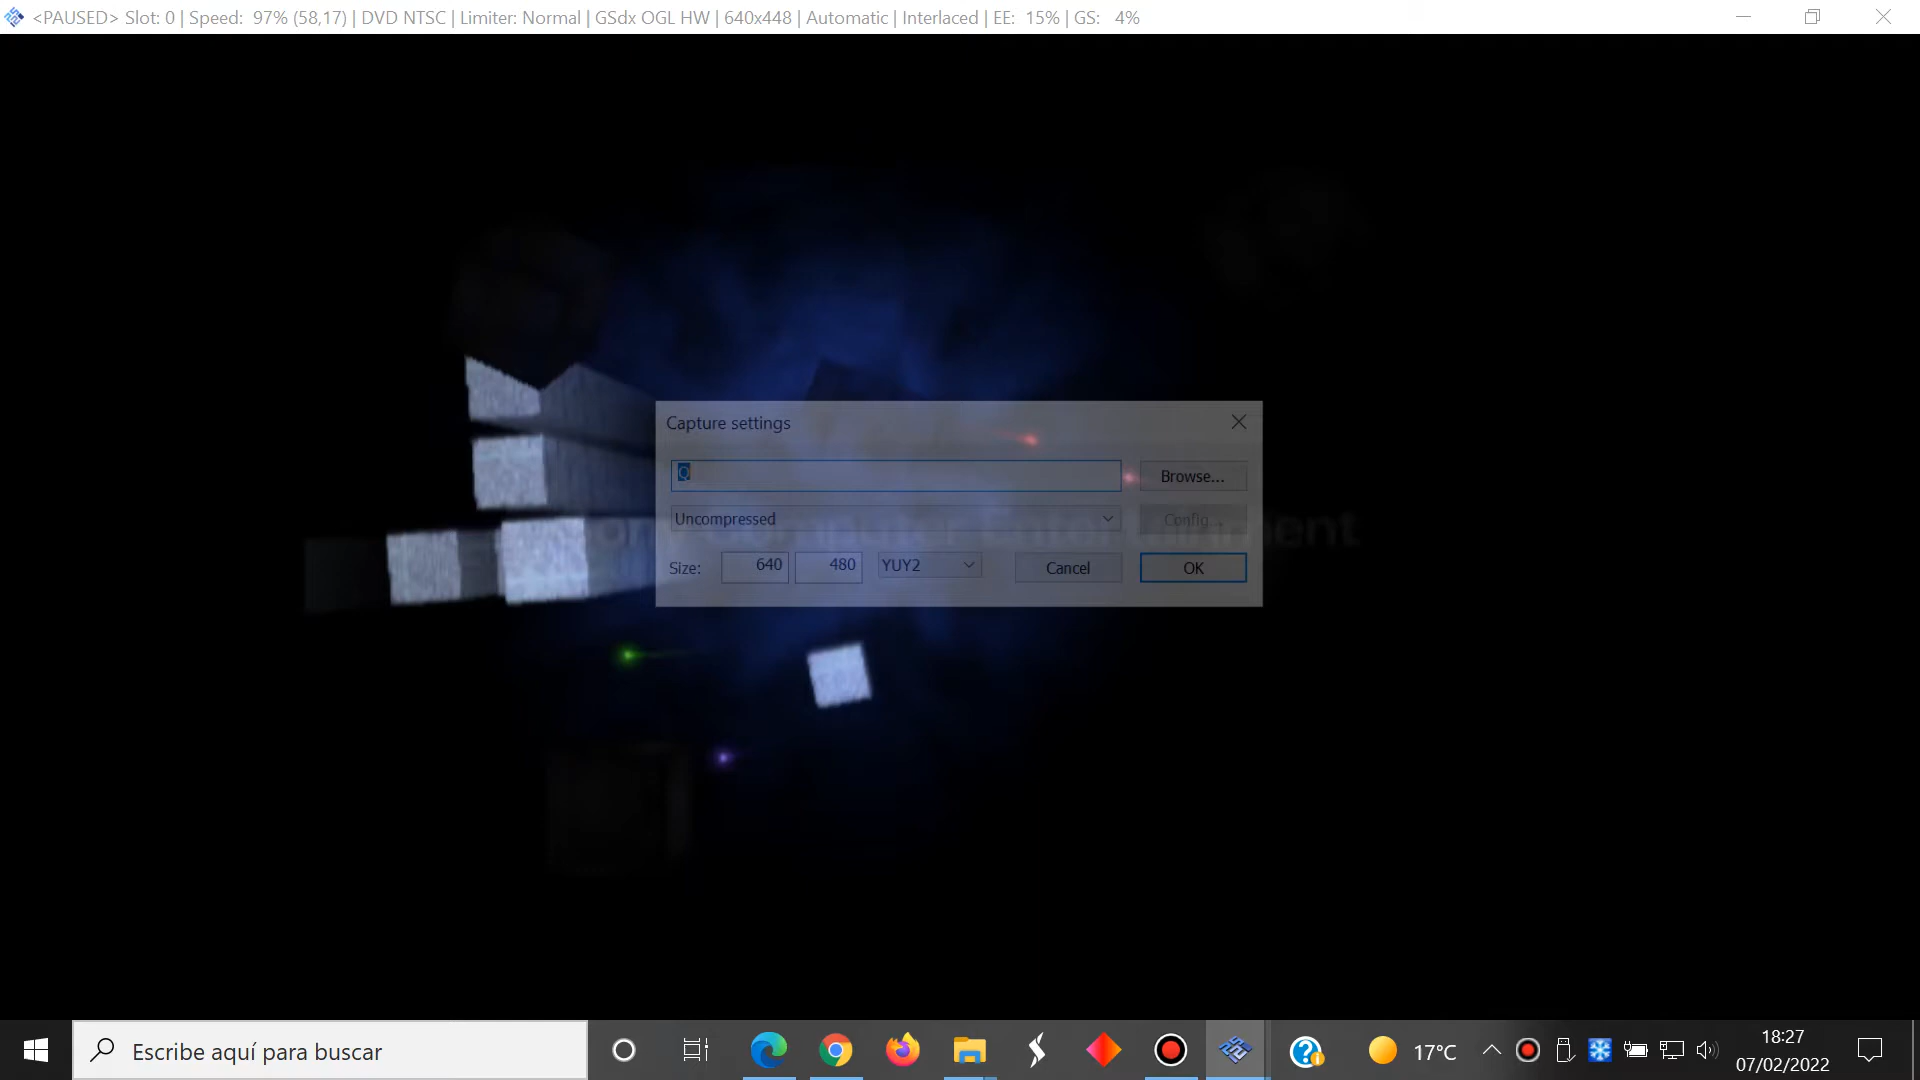 <PAUSED> Slot: 0 | Speed: 97% (58,17) | DVD NTSC | Limiter: Normal | GSdx OGL HW | 640x448 | Automatic | Interlaced | EE: 15% | GS: 4%
Capture settings
Q
Browse...
Uncompressed
Config...
Computer Entertainment
Size:
640
480
YUY2
Cancel
OK
Escribe aquí para buscar
17°C
18:27
07/02/2022